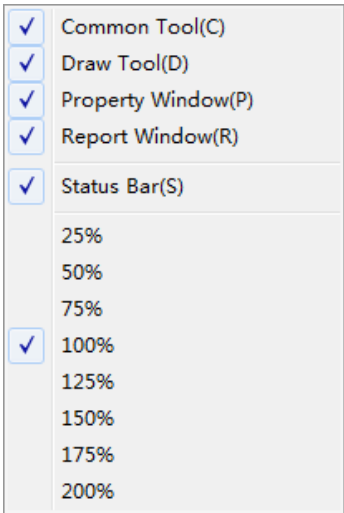 Common Tool(C)
Draw Tool(D)
Property Window(P)
Report Window(R)
Status Bar(S)
25%
50%
75%
100%
125%
150%
175%
200%